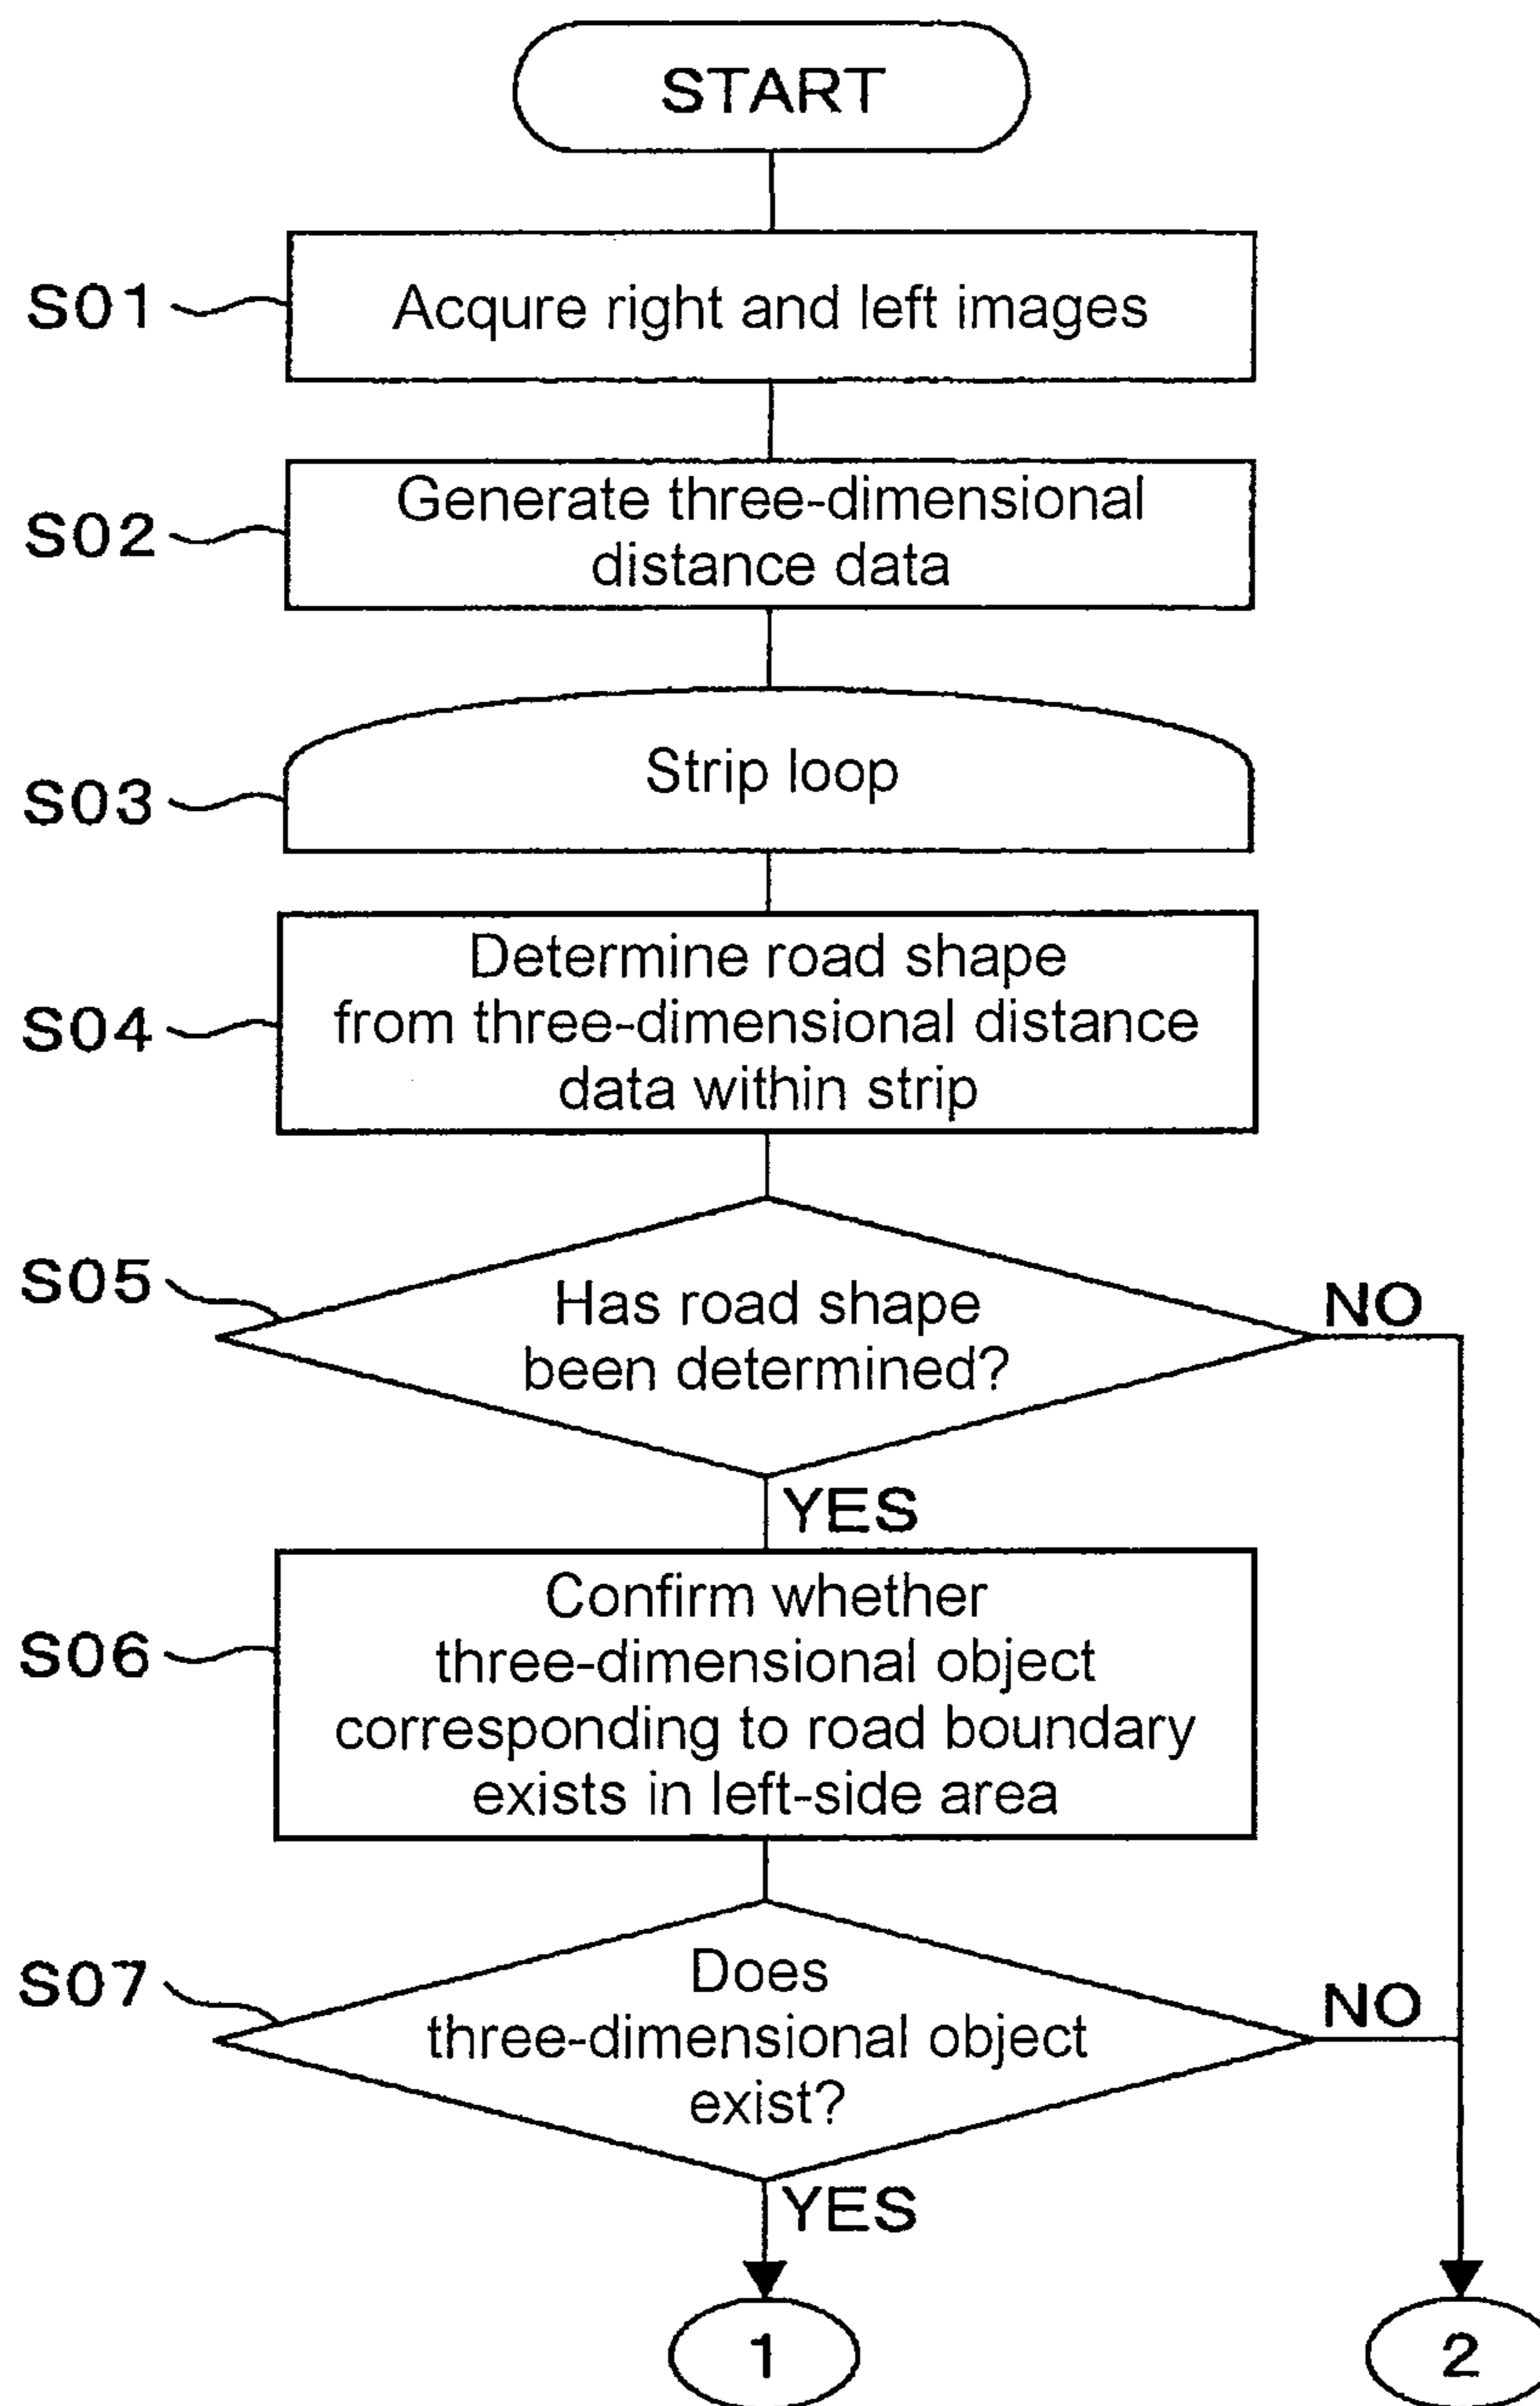 START
S01
Acqure right and left images
S02
Generate three-dimensional
distance data
S03
Strip loop
S04
Determine road shape
from three-dimensional distance
data within strip
S05
Has road shape
been determined?
NO
YES
S06
Confirm whether
three-dimensional object
corresponding to road boundary
exists in left-side area
S07
Does
three-dimensional object
exist?
NO
YES
1
2